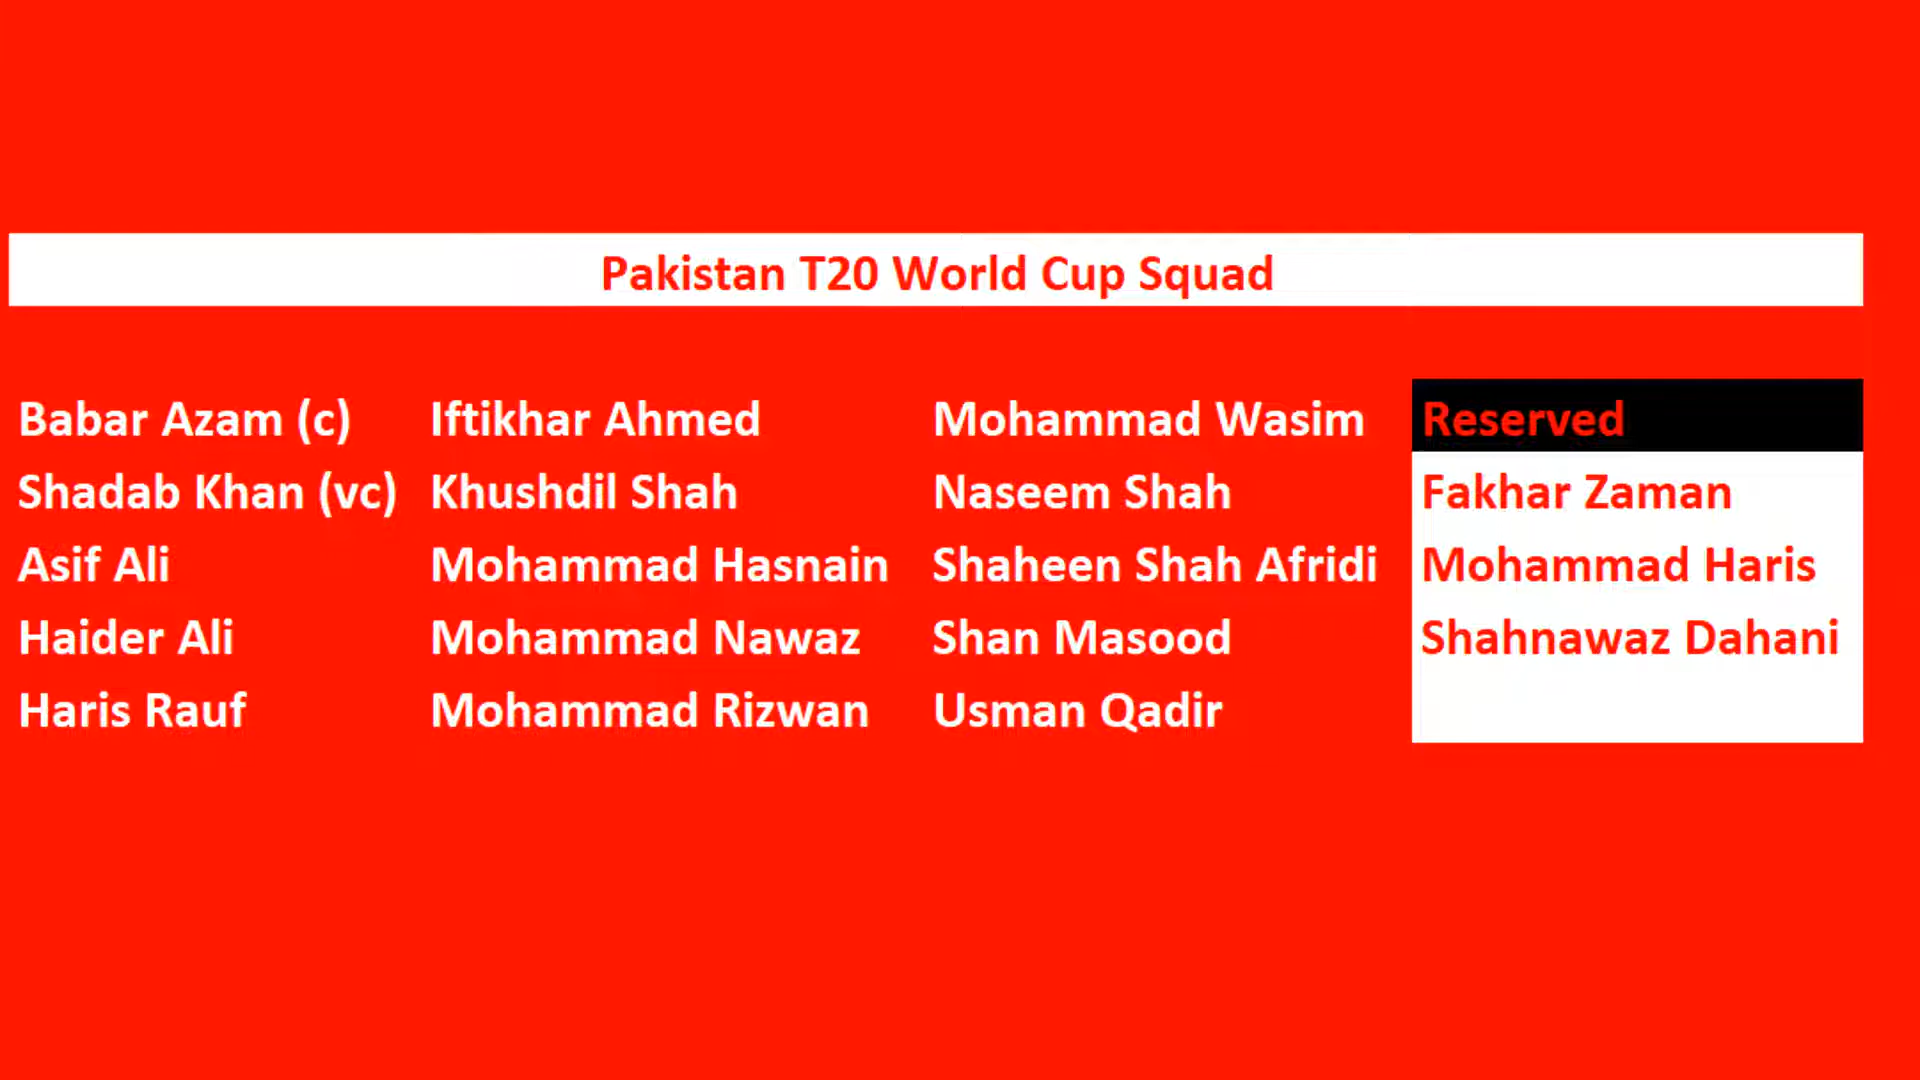 Pakistan T20 World Cup Squad
Babar Azam (c) Iftikhar Ahmed Mohammad Wasim Reserved
Shadab Khan (vc) Khushdil Shah Naseem Shah Fakhar Zaman
Asif Ali Mohammad Hasnain Shaheen Shah Afridi Mohammad Haris
Haider Ali Mohammad Nawaz Shan Masood Shahnawaz Dahani
Haris Rauf Mohammad Rizwan Usman Qadir